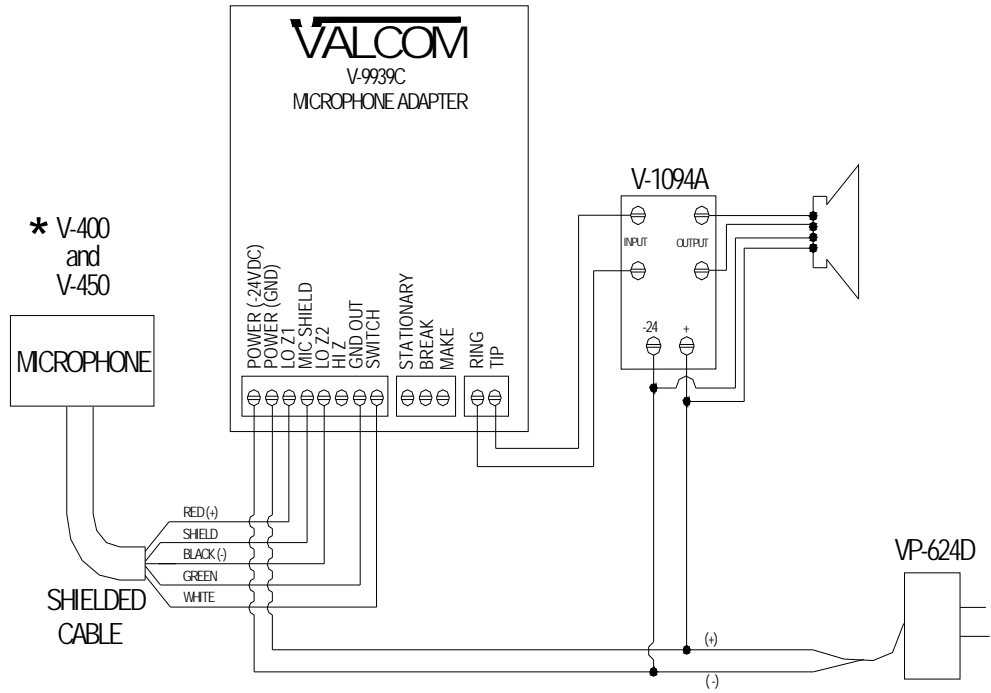 VALCOM
V-9939C
MICROPHONE ADAPTER
* V-400
and
V-450
MICROPHONE
POWER (-24VDC)
POWER (GND)
LO Z1
MIC SHIELD
LO Z2
HI Z
GND OUT
SWITCH
STATIONARY
BREAK
MAKE
RING
TIP
V-1094A
INPUT
OUTPUT
-24
+
RED (+)
SHIELD
BLACK (-)
GREEN
WHITE
SHIELDED
CABLE
VP-624D
(+)
(-)